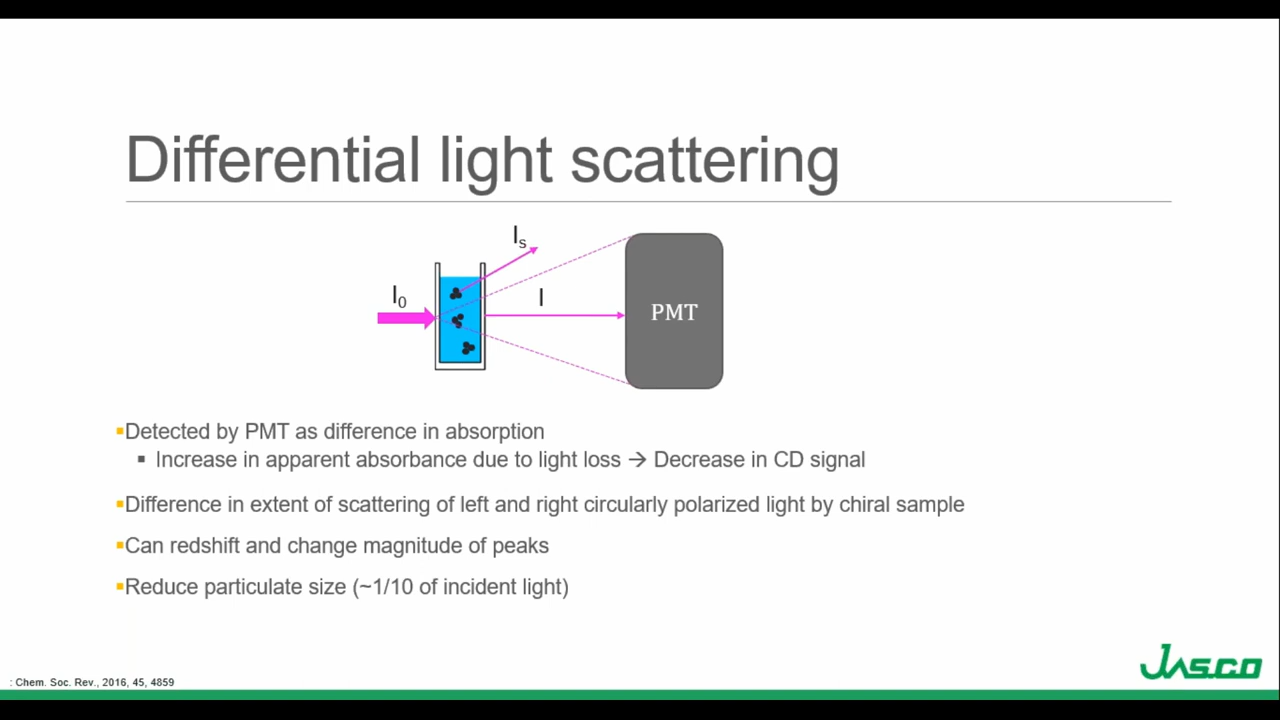 Differential light scattering
Is
I0
I
PMT
▪Detected by PMT as difference in absorption
▪ Increase in apparent absorbance due to light loss → Decrease in CD signal
▪Difference in extent of scattering of left and right circularly polarized light by chiral sample
▪Can redshift and change magnitude of peaks
▪Reduce particulate size (~1/10 of incident light)
Jasco
: Chem. Soc. Rev., 2016, 45, 4859